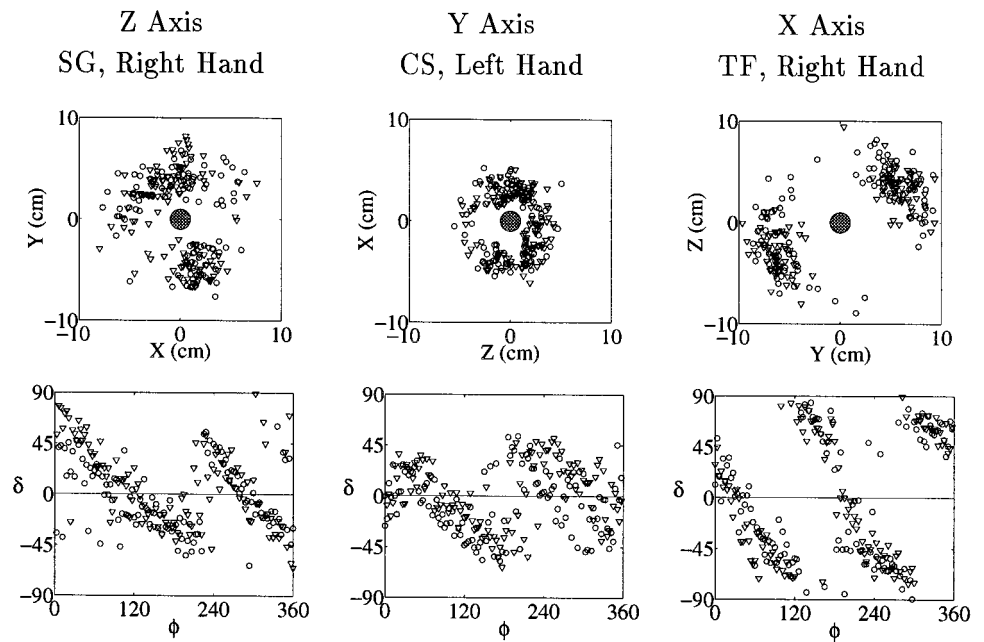 Z Axis Y Axis X Axis
SG, Right Hand CS, Left Hand TF, Right Hand
10 10 10
Y (cm) X (cm) Z (cm)
0 0 0
−10 −10 −10
−10 0 10 −10 0 10 −10 0 10
X (cm) Z (cm) Y (cm)
90 90 90
45 45 45
δ 0 δ 0 δ 0
−45 −45 −45
−90 −90 −90
0 120 240 360 0 120 240 360 0 120 240 360
ϕ ϕ ϕ